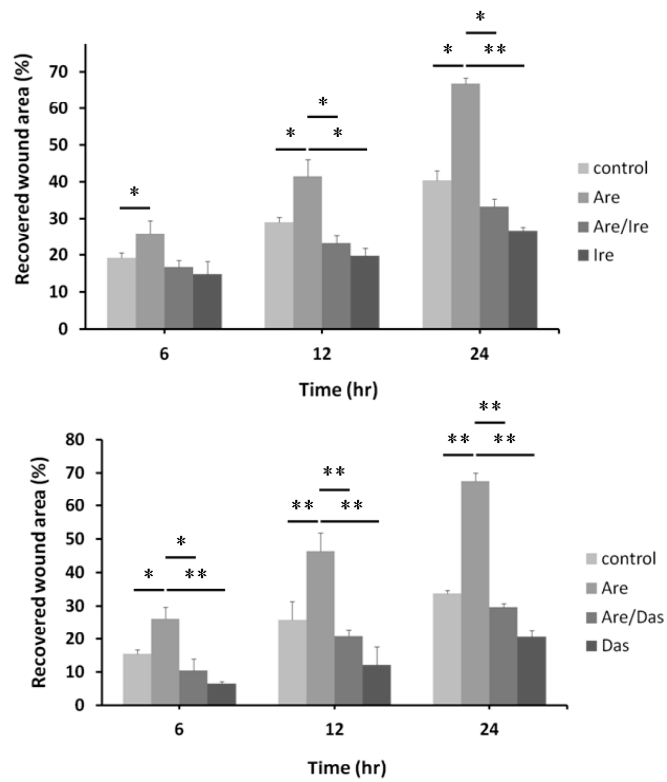 *
* **
*
* *
*
Recovered wound area (%)
70
60
50
40
30
20
10
0
control
Are
Are/Ire
Ire
6 12 24
Time (hr)
**
** **
**
** **
*
* **
Recovered wound area (%)
80
70
60
50
40
30
20
10
0
control
Are
Are/Das
Das
6 12 24
Time (hr)